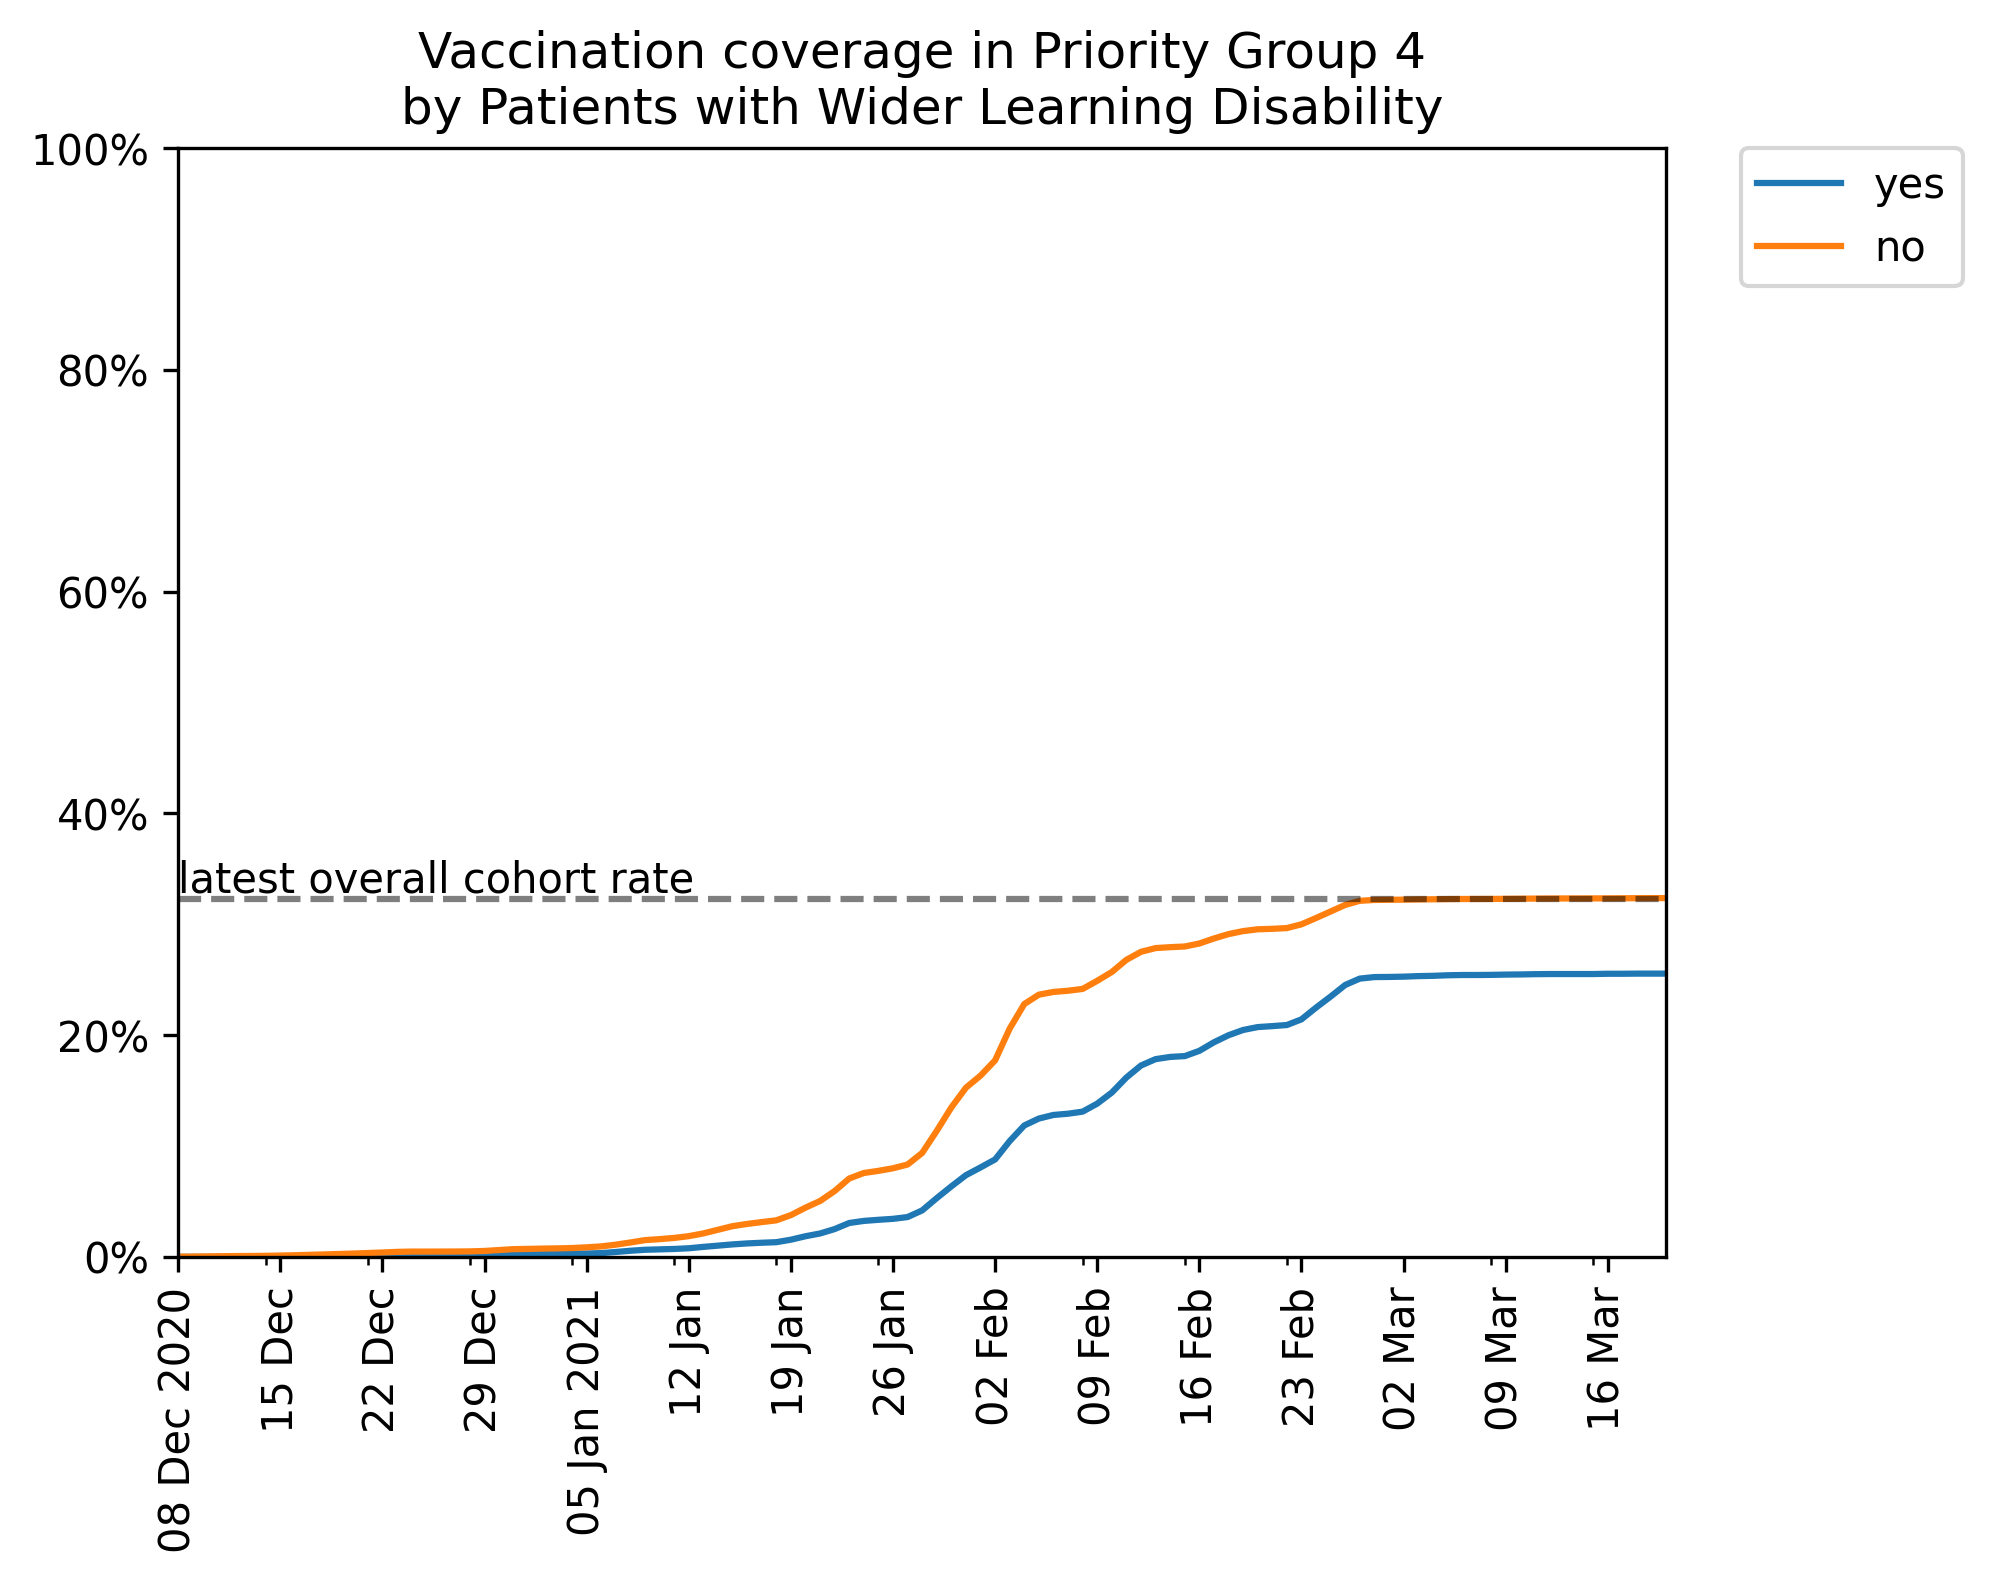 Vaccination coverage in Priority Group 4
by Patients with Wider Learning Disability
100%
80%
60%
40%
20%
0%
latest overall cohort rate
yes
no
08 Dec 2020
15 Dec
22 Dec
29 Dec
05 Jan 2021
12 Jan
19 Jan
26 Jan
02 Feb
09 Feb
16 Feb
23 Feb
02 Mar
09 Mar
16 Mar